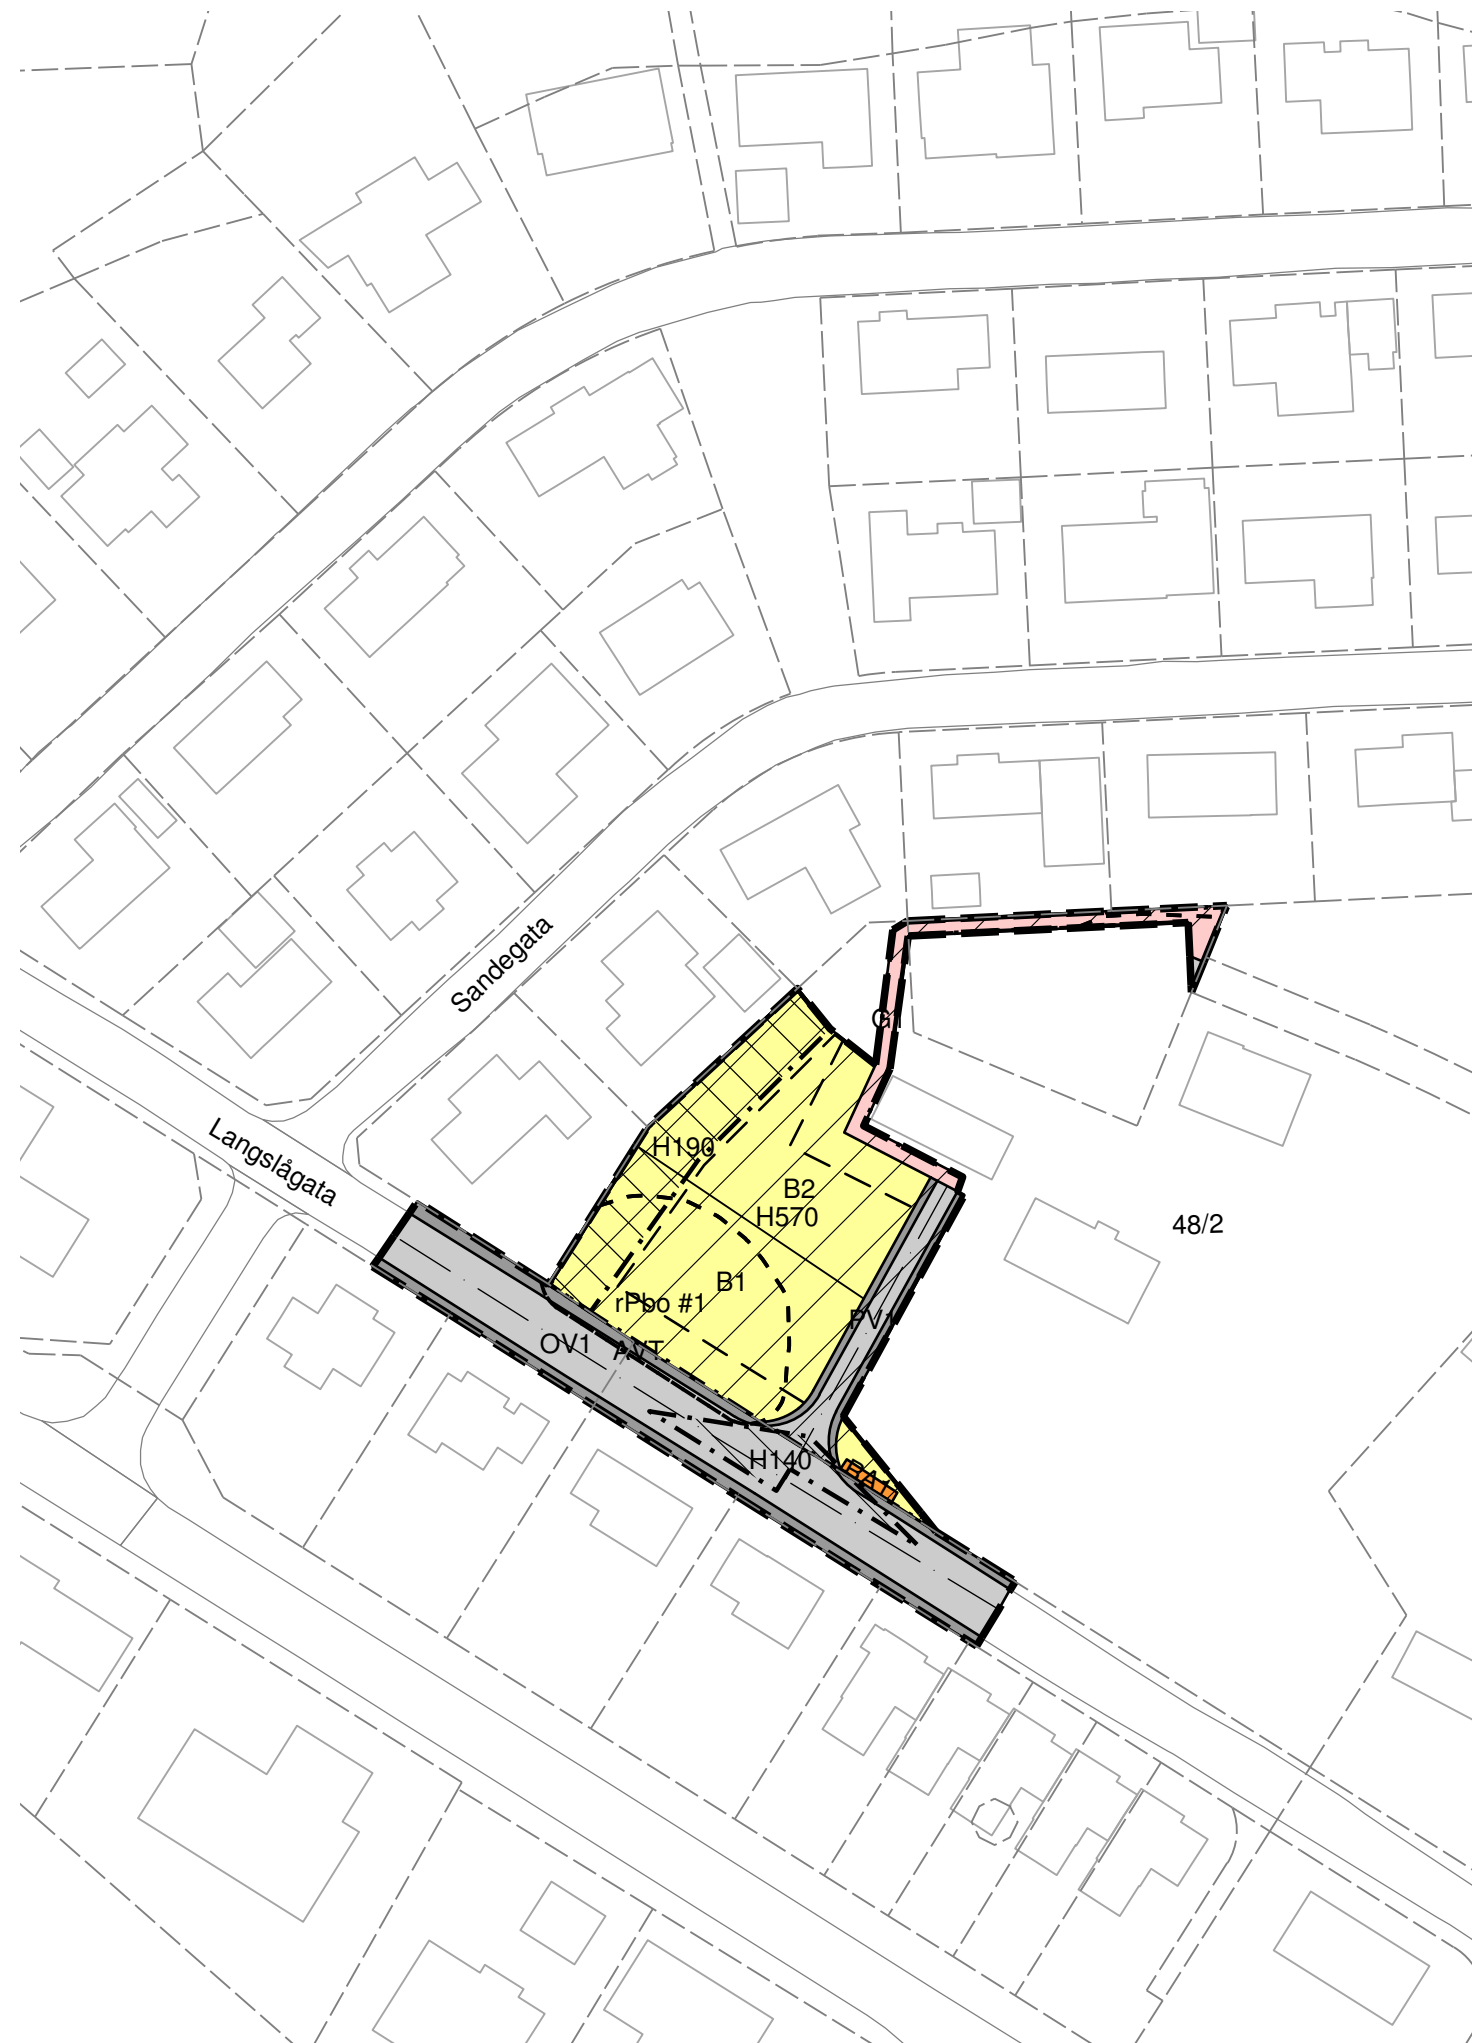 Sandegata
G1
Langslågata
H190
B2
H570
48/2
B1
rPbo #1
PV1
OV1
AVT
H140
BA1